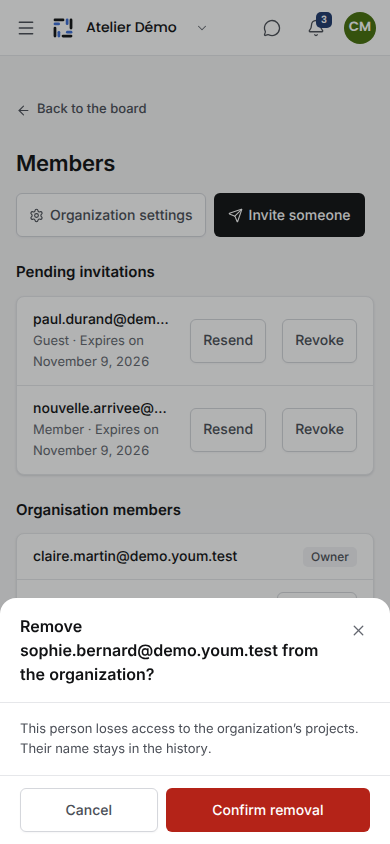 Atelier Démo
3
CM
Back to the board
Members
Organization settings
Invite someone
Pending invitations
paul.durand@dem...
Guest · Expires on
November 9, 2026
Resend
Revoke
nouvelle.arrivee@...
Member · Expires on
November 9, 2026
Resend
Revoke
Organisation members
claire.martin@demo.youm.test
Owner
Remove
sophie.bernard@demo.youm.test from
the organization?
This person loses access to the organization’s projects.
Their name stays in the history.
Cancel
Confirm removal